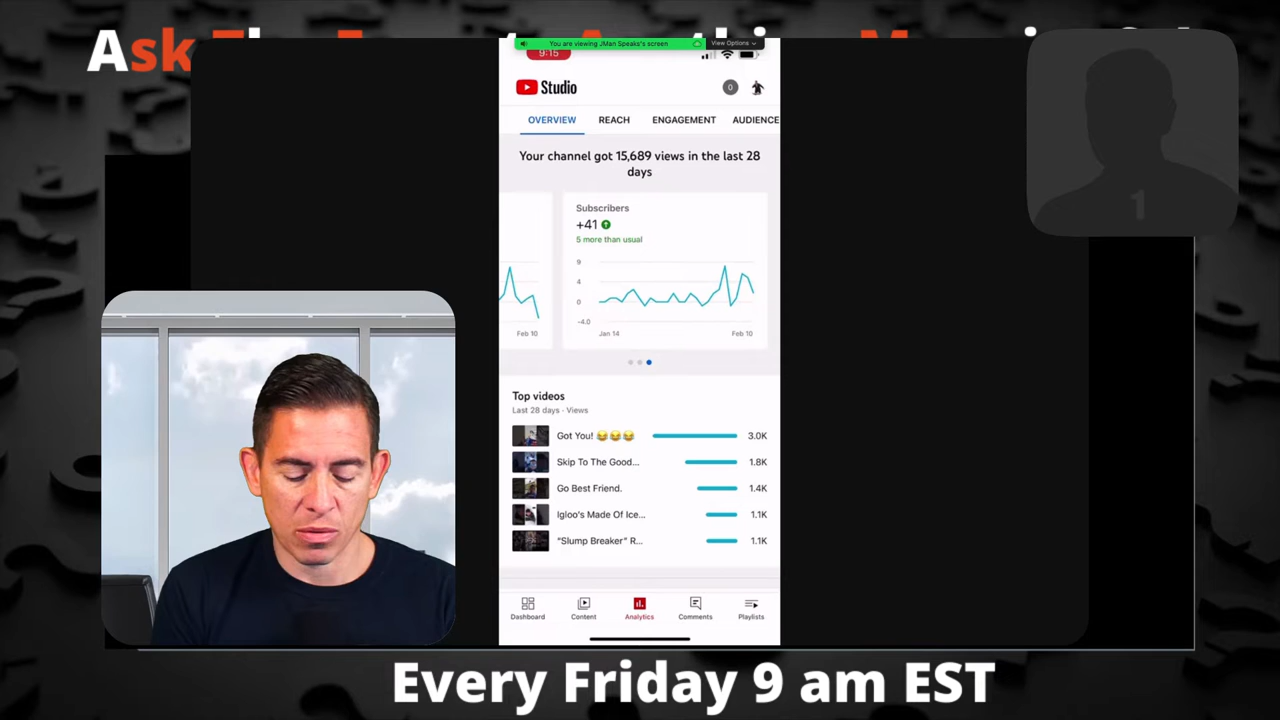 Ask
You are viewing JMan Speaks's screen
View Options
9:15
Studio
0
OVERVIEW
REACH
ENGAGEMENT
AUDIENCE
Your channel got 15,689 views in the last 28
days
Subscribers
+41
5 more than usual
9
4
0
-4.0
Feb 10
Jan 14
Feb 10
Top videos
Last 28 days · Views
Got You! 😂😂😂
3.0K
Skip To The Good...
1.8K
Go Best Friend.
1.4K
Igloo's Made Of Ice...
1.1K
"Slump Breaker" R...
1.1K
Dashboard
Content
Analytics
Comments
Playlists
1
Every Friday 9 am EST